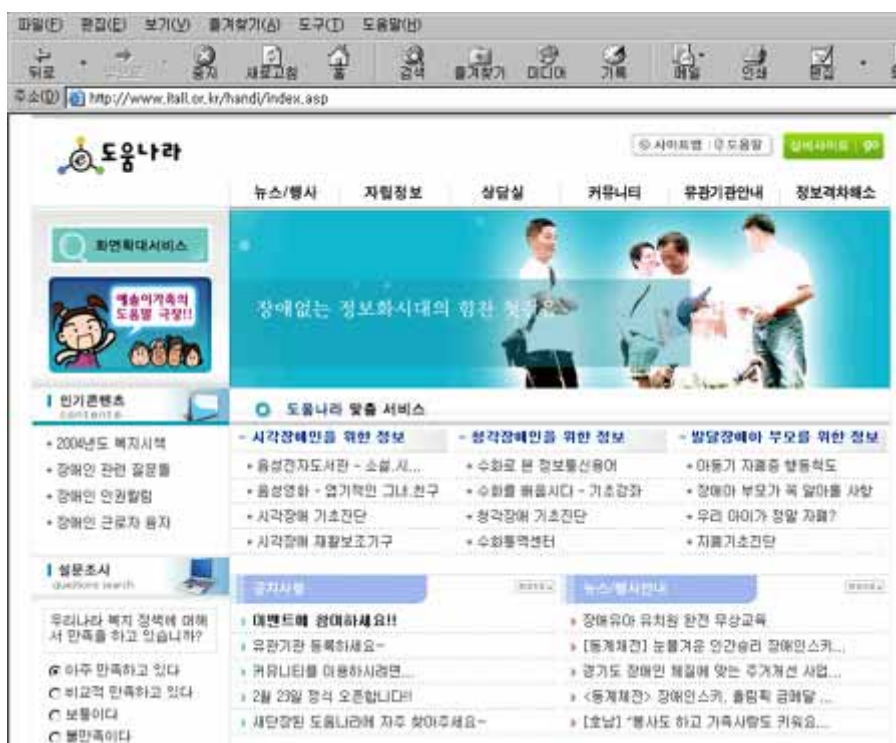 파일(F) 편집(E) 보기(V) 즐겨찾기(A) 도구(T) 도움말(H)
뒤로 중지 새로고침 홈 검색 즐겨찾기 미디어 기록 메일 인쇄 편집
주소(D) http://www.itall.or.kr/handi/index.asp
도움나라
사이트맵 도움말 go
뉴스/행사 자립정보 상담실 커뮤니티 유관기관안내 정보격차해소
화면확대서비스
예솔이가족의
도움말 극장!!
장애없는 정보화시대의 힘찬
인기콘텐츠
contents
• 2004년도 복지시책
• 장애인 관련 질문들
• 장애인 인권칼럼
• 장애인 근로자 융자
도움나라 맞춤 서비스
- 시각장애인을 위한 정보
• 음성전자도서관 - 소설,시...
• 음성영화 - 엽기적인 그녀,친구
• 시각장애 기초진단
• 시각장애 재활보조기구
- 청각장애인을 위한 정보
• 수화로 본 정보통신용어
• 수화를 배웁시다 - 기초강좌
• 청각장애 기초진단
• 수화통역센터
- 발달장애아 부모를 위한 정보
• 아동기 자폐증 행동척도
• 장애아 부모가 꼭 알아둘 사항
• 우리 아이가 정말 자폐?
• 자폐기초진단
설문조사
questions search
우리나라 복지 정책에 대해
서 만족을 하고 있습니까?
아주 만족하고 있다
비교적 만족하고 있다
보통이다
불만족이다
공지사항
이벤트에 참여하세요!!
유관기관 등록하세요~
커뮤니티를 이용하시려면...
2월 23일 정식 오픈합니다!!
새단장된 도움나라에 자주 찾아주세요~
뉴스/행사안내
장애유아 유치원 완전 무상교육
[동계체전] 눈물겨운 인간승리 장애인스키...
경기도 장애인 체질에 맞는 주거개선 사업...
<동계체전> 장애인스키, 올림픽 금메달 ...
[호남] "봉사도 하고 가족사랑도 키워요...